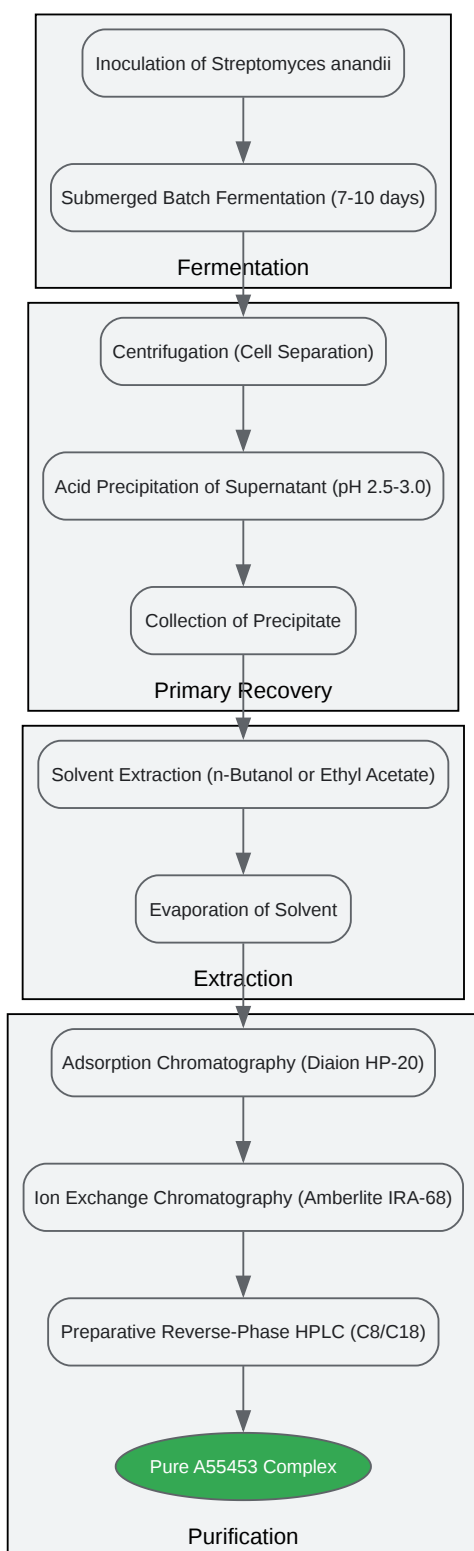 Inoculation of Streptomyces anandii
Submerged Batch Fermentation (7-10 days)
Fermentation
Centrifugation (Cell Separation)
Acid Precipitation of Supernatant (pH 2.5-3.0)
Collection of Precipitate
Primary Recovery
Solvent Extraction (n-Butanol or Ethyl Acetate)
Evaporation of Solvent
Extraction
Adsorption Chromatography (Diaion HP-20)
Ion Exchange Chromatography (Amberlite IRA-68)
Preparative Reverse-Phase HPLC (C8/C18)
Pure A55453 Complex
Purification